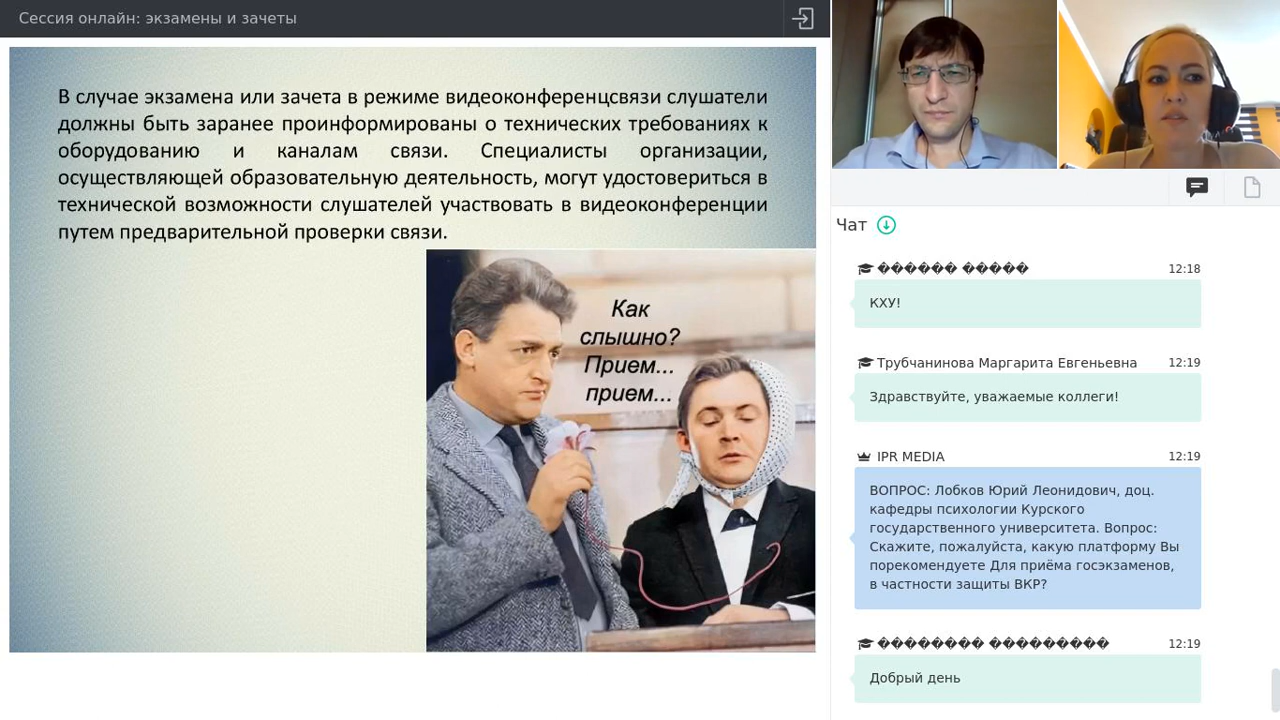 Сессия онлайн: экзамены и зачеты
В случае экзамена или зачета в режиме видеоконференцсвязи слушатели
должны быть заранее проинформированы о технических требованиях к
оборудованию и каналам связи. Специалисты организации,
осуществляющей образовательную деятельность, могут удостовериться в
технической возможности слушателей участвовать в видеоконференции
путем предварительной проверки связи.
Как
слышно?
Прием...
прием...
Чат
������ �����
12:18
КХУ!
Трубчанинова Маргарита Евгеньевна
12:19
Здравствуйте, уважаемые коллеги!
IPR MEDIA
12:19
ВОПРОС: Лобков Юрий Леонидович, доц.
кафедры психологии Курского
государственного университета. Вопрос:
Скажите, пожалуйста, какую платформу Вы
порекомендуете Для приёма госэкзаменов,
в частности защиты ВКР?
�������� ���������
12:19
Добрый день